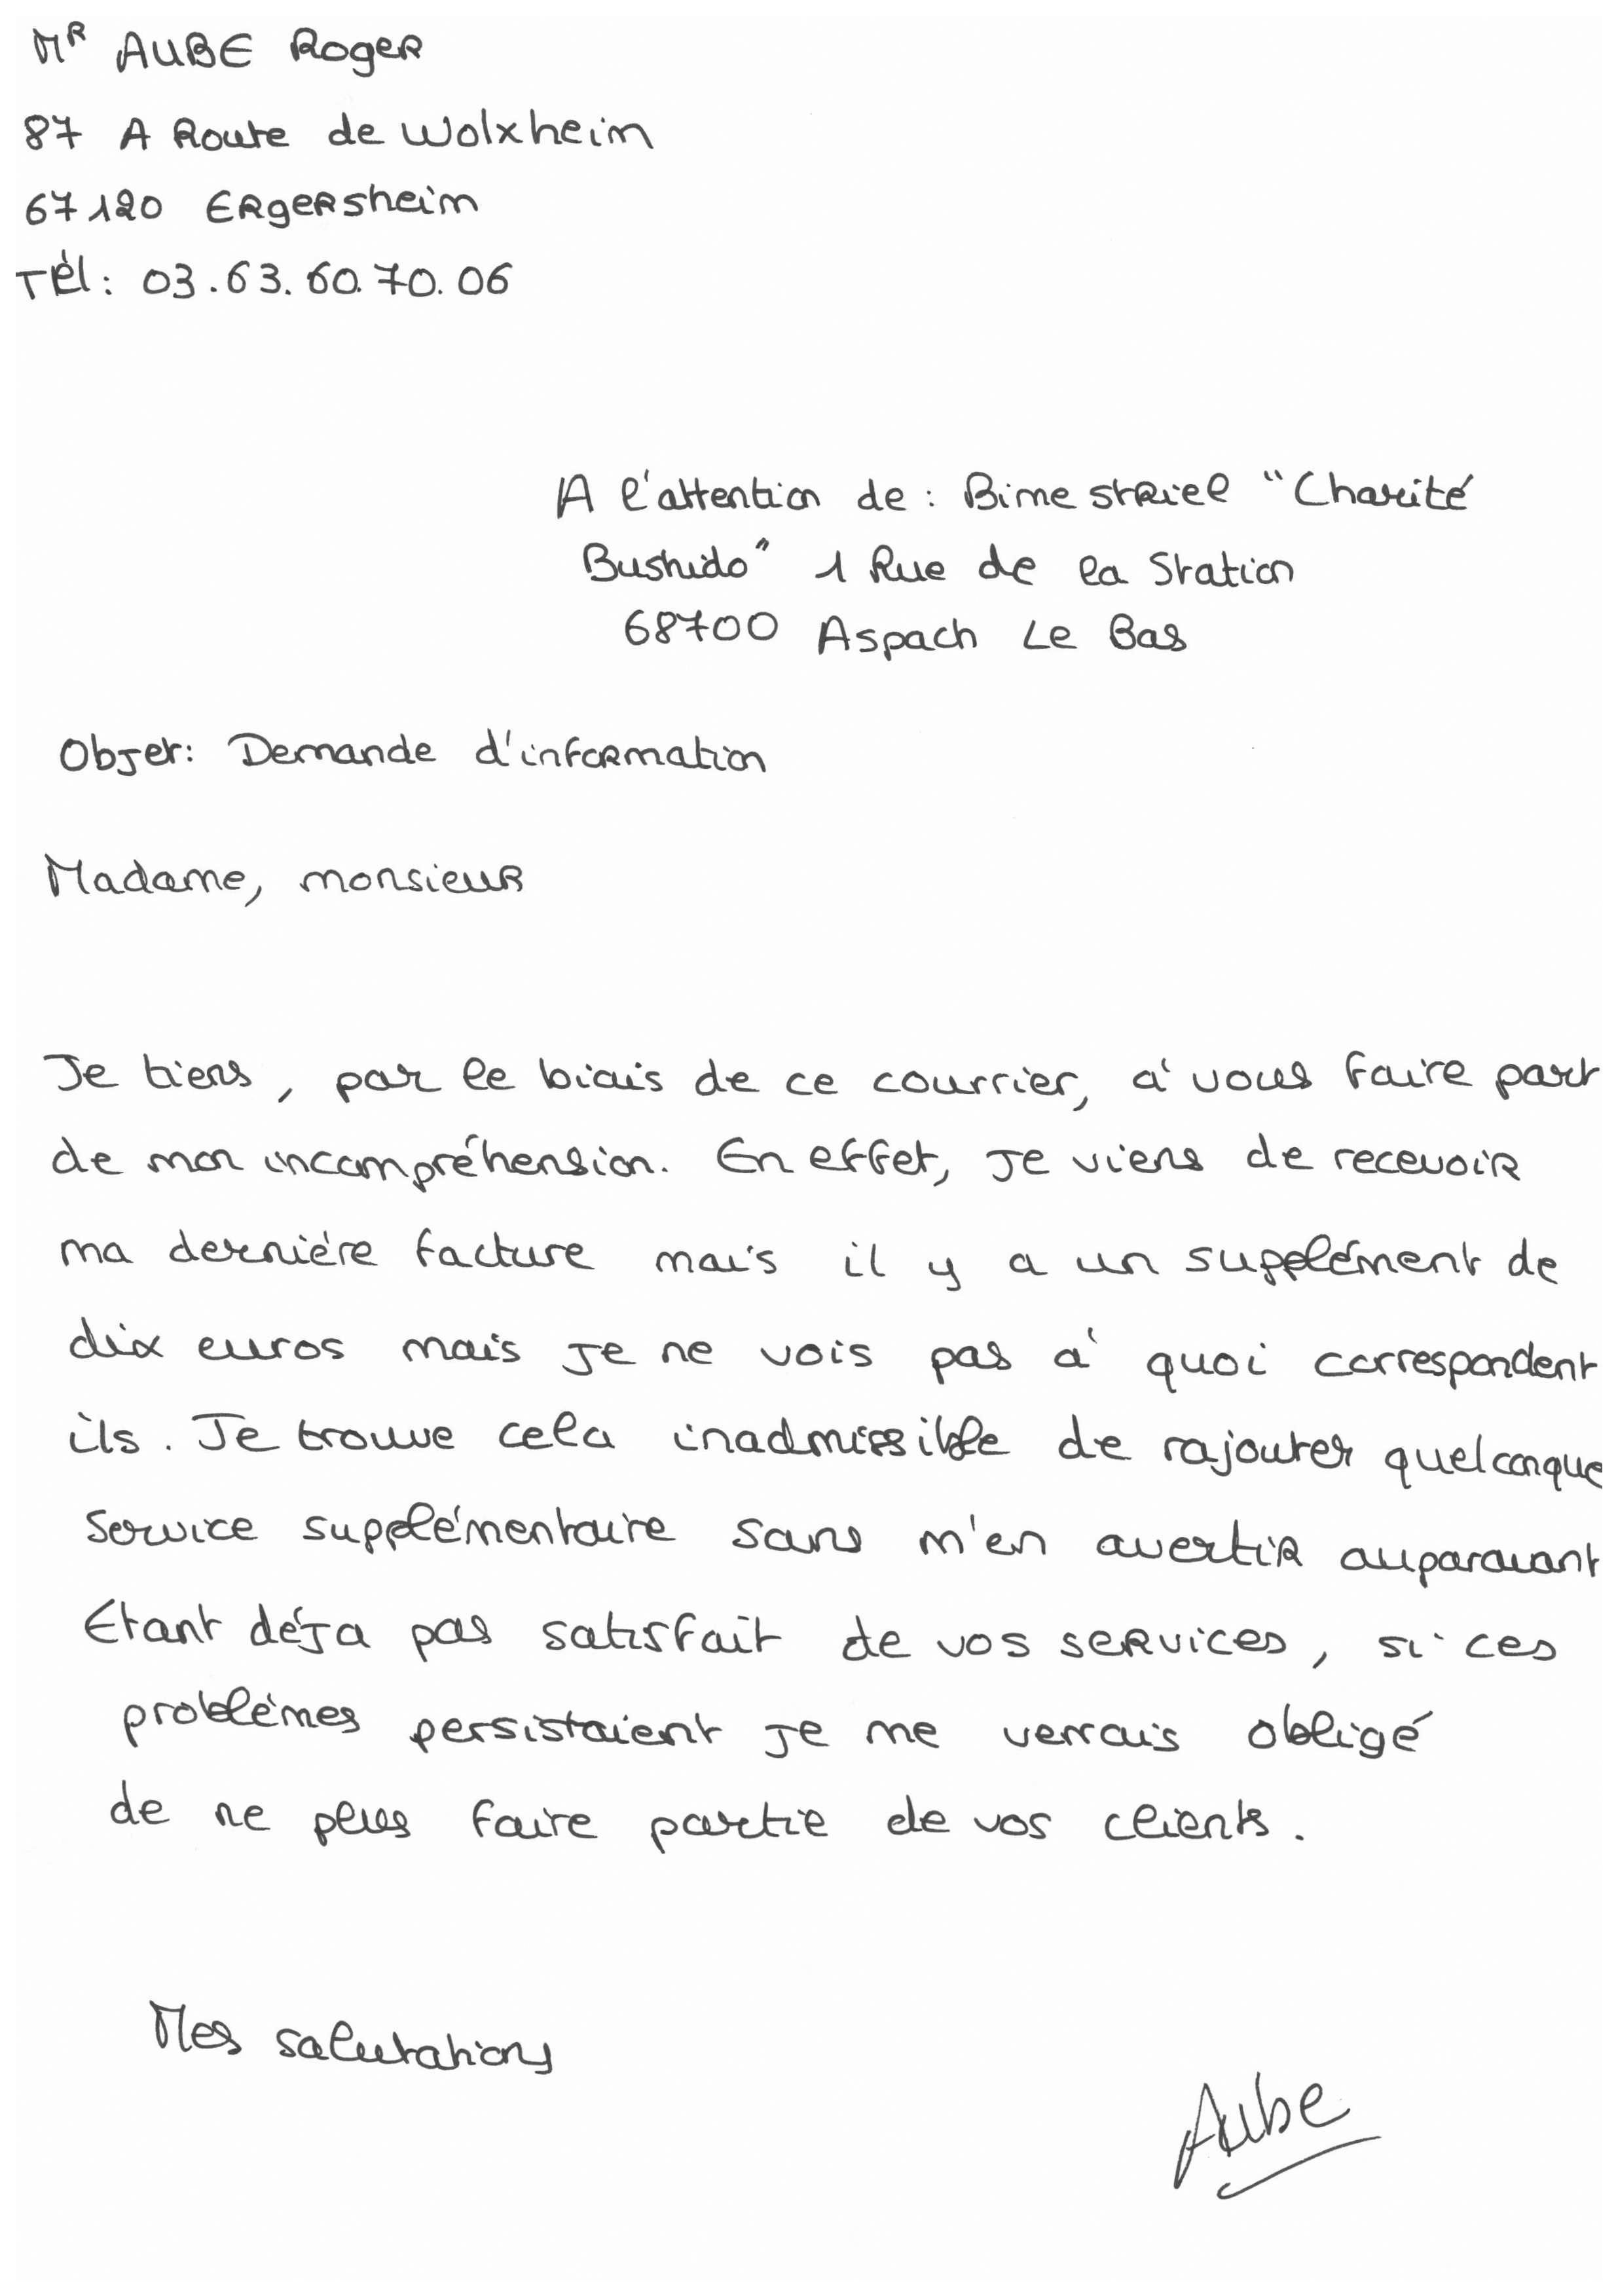 Mr AUBE Roger
87 A Route de Wolxheim
67120 Ergersheim
Tél: 03.63.60.70.06
A l'attention de: Bimestriel "Charité
Bushido" 1 Rue de la Station
68700 Aspach Le Bas
Objet: Demande d'information
Madame, monsieur
Je tiens, par le biais de ce courrier, à vous faire part
de mon incompréhension. En effet, je viens de recevoir
ma dernière facture mais il y a un supplément de
dix euros mais je ne vois pas à quoi correspondent
ils. Je trouve cela inadmissible de rajouter quelconque
service supplémentaire sans m'en avertir auparavant
Etant déja pas satisfait de vos services, si ces
problèmes persistaient je me verrais obligé
de ne plus faire partie de vos clients.
Mes salutations
Aube